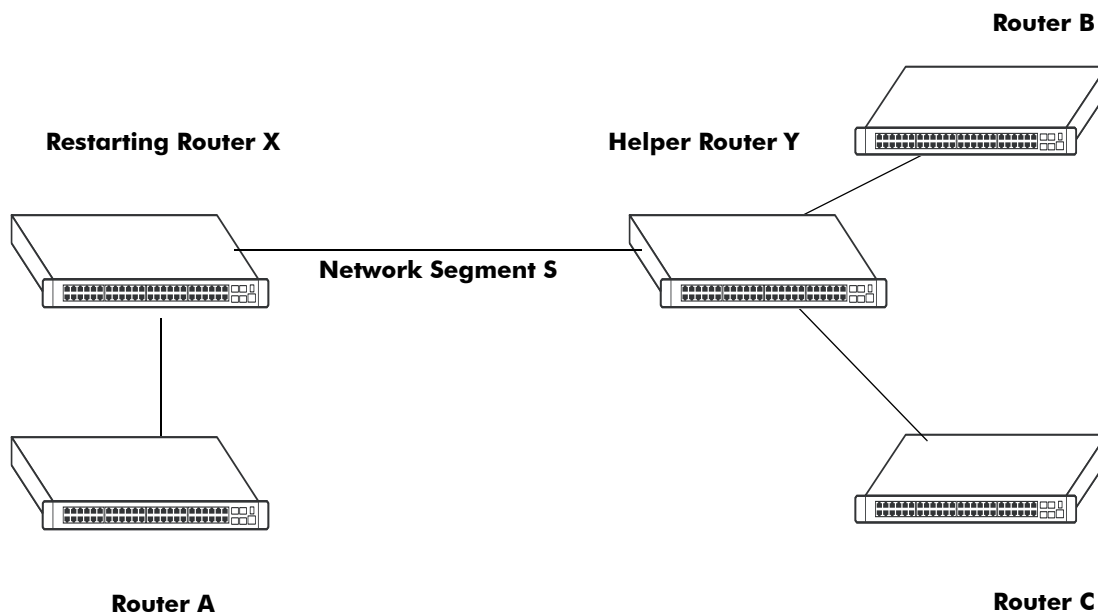 Router B
Restarting Router X
Helper Router Y
Network Segment S
Router A
Router C